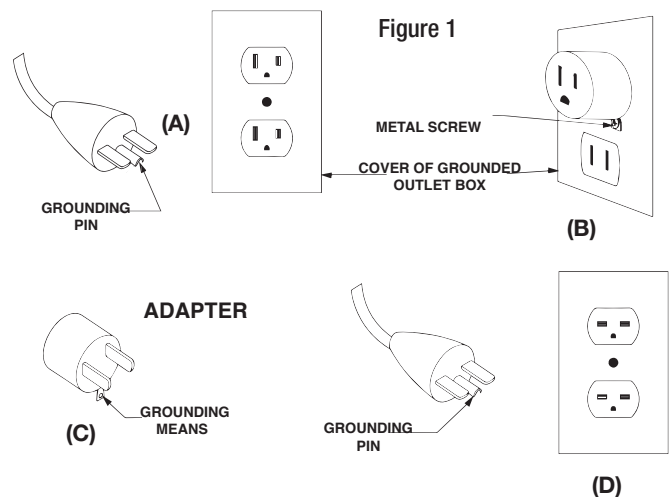 Figure 1
(A)
METAL SCREW
COVER OF GROUNDED
OUTLET BOX
GROUNDING
PIN
(B)
ADAPTER
GROUNDING
MEANS
(C)
GROUNDING
PIN
(D)